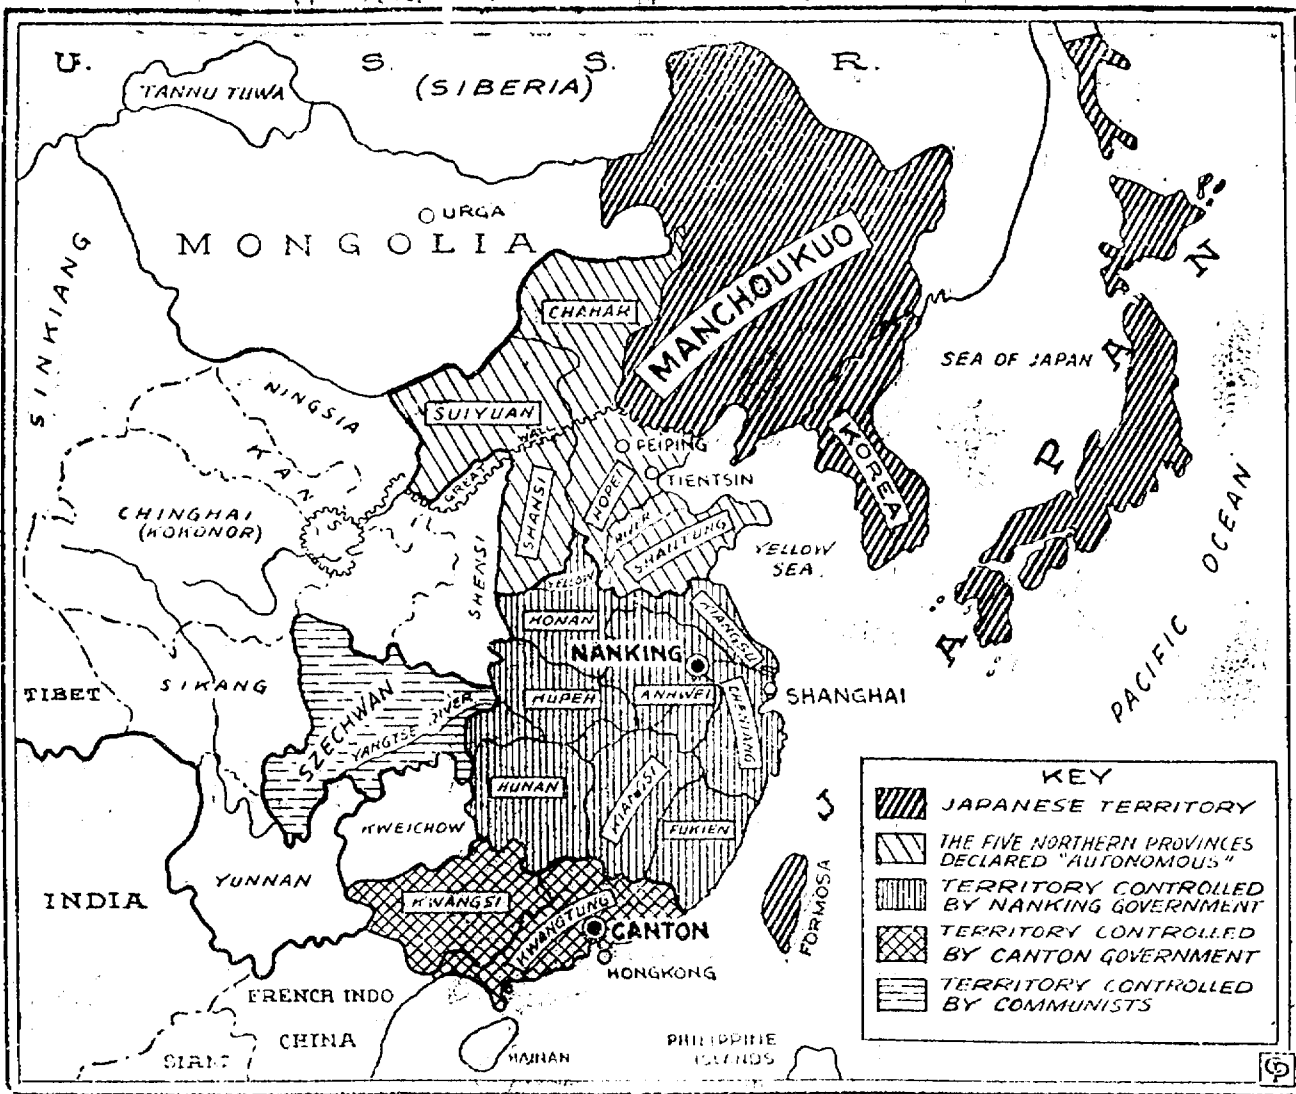 U. S. S. R.
(SIBERIA)
TANNU TUWA
URGA
MONGOLIA
SINKIANG
MANCHOUKUO
CHAHAR
SUIYUAN
NINGSIA
KANS
GREAT WALL
PEIPING
TIENTSIN
HOPEI
SHANSI
SHANTUNG
YELLOW RIVER
CHINGHAI
(KOKONOR)
SHENSI
KOREA
SEA OF JAPAN
JAPAN
YELLOW
SEA
PACIFIC OCEAN
HONAN
KIANGSU
NANKING
SHANGHAI
TIBET
SIKANG
SZECHWAN
YANGTSE RIVER
HUPEH
ANHWEI
HUNAN
KIANGSI
FUKIEN
KWEICHOW
YUNNAN
INDIA
KWANGSI
KWANGTUNG
CANTON
HONGKONG
FORMOSA
FRENCH INDO
CHINA
SIAM
HAINAN
PHILIPPINE
ISLANDS
KEY
JAPANESE TERRITORY
THE FIVE NORTHERN PROVINCES
DECLARED "AUTONOMOUS"
TERRITORY CONTROLLED
BY NANKING GOVERNMENT
TERRITORY CONTROLLED
BY CANTON GOVERNMENT
TERRITORY CONTROLLED
BY COMMUNISTS